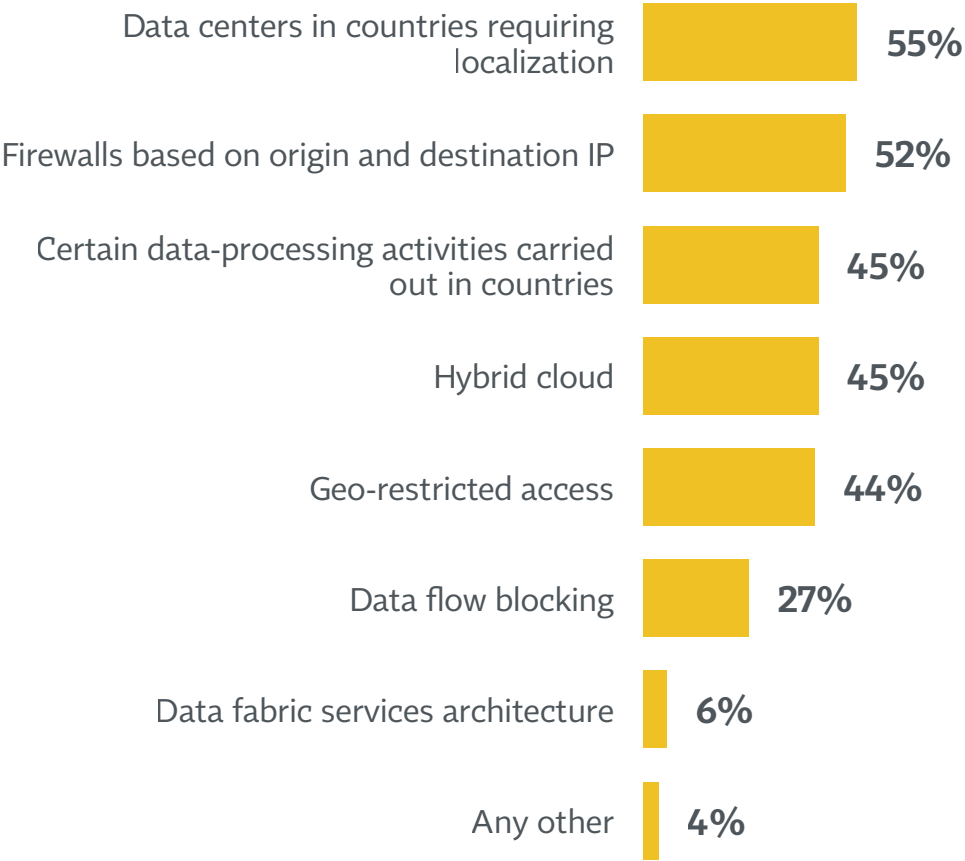 Data centers in countries requiring
localization
55%
Firewalls based on origin and destination IP
52%
Certain data-processing activities carried
out in countries
45%
Hybrid cloud
45%
Geo-restricted access
44%
Data flow blocking
27%
Data fabric services architecture
6%
Any other
4%